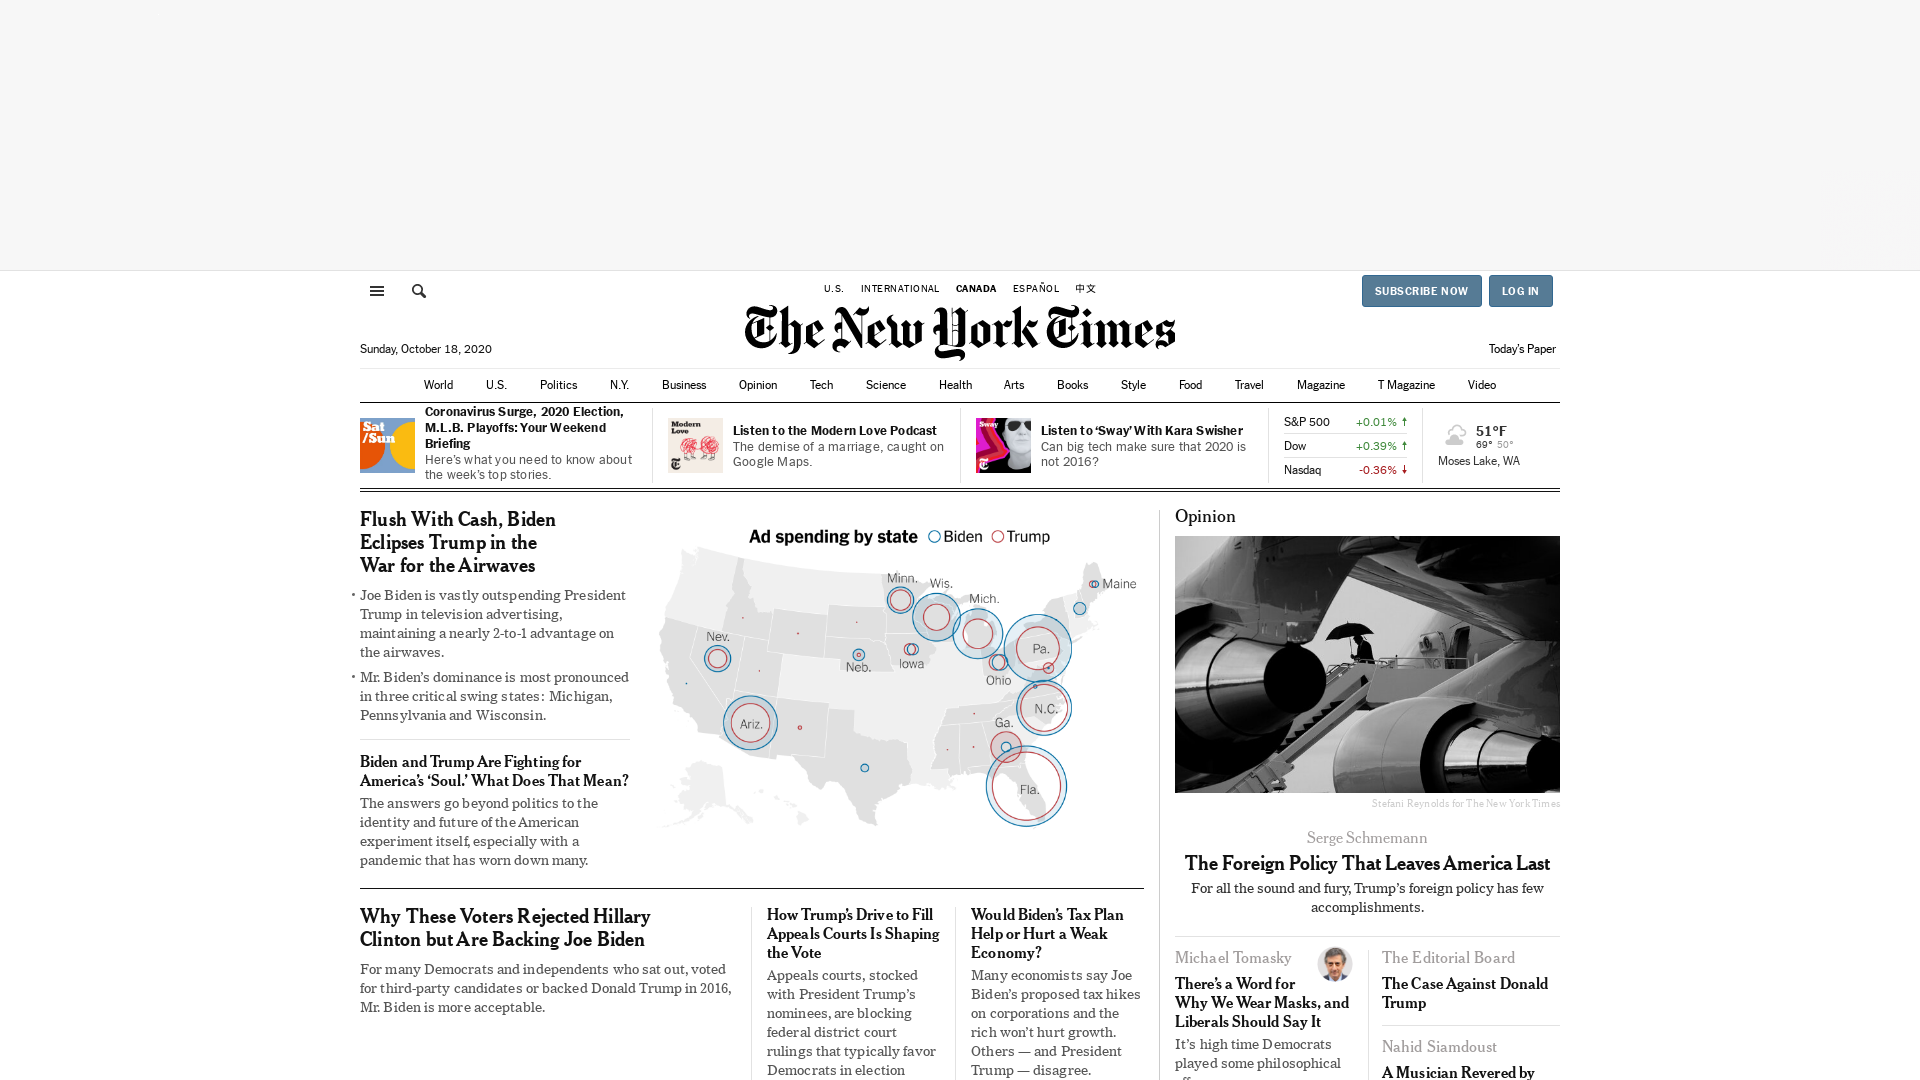 U.S. INTERNATIONAL CANADA ESPAÑOL 中文
SUBSCRIBE NOW
LOG IN
The New York Times
Sunday, October 18, 2020
Today's Paper
World U.S. Politics N.Y. Business Opinion Tech Science Health Arts Books Style Food Travel Magazine T Magazine Video
Sat
/Sun
Coronavirus Surge, 2020 Election,
M.L.B. Playoffs: Your Weekend
Briefing
Here's what you need to know about
the week's top stories.
Modern
Love
Listen to the Modern Love Podcast
The demise of a marriage, caught on
Google Maps.
Sway
Listen to ‘Sway’ With Kara Swisher
Can big tech make sure that 2020 is
not 2016?
S&P 500 +0.01%
Dow +0.39%
Nasdaq -0.36%
51°F
69° 50°
Moses Lake, WA
Flush With Cash, Biden
Eclipses Trump in the
War for the Airwaves
• Joe Biden is vastly outspending President
Trump in television advertising,
maintaining a nearly 2-to-1 advantage on
the airwaves.
• Mr. Biden's dominance is most pronounced
in three critical swing states: Michigan,
Pennsylvania and Wisconsin.
Biden and Trump Are Fighting for
America's ‘Soul.’ What Does That Mean?
The answers go beyond politics to the
identity and future of the American
experiment itself, especially with a
pandemic that has worn down many.
Ad spending by state Biden Trump
Minn.
Wis.
Maine
Mich.
Nev.
Pa.
Iowa
Neb.
Ohio
N.C.
Ariz.
Ga.
Fla.
Why These Voters Rejected Hillary
Clinton but Are Backing Joe Biden
For many Democrats and independents who sat out, voted
for third-party candidates or backed Donald Trump in 2016,
Mr. Biden is more acceptable.
How Trump's Drive to Fill
Appeals Courts Is Shaping
the Vote
Appeals courts, stocked
with President Trump's
nominees, are blocking
federal district court
rulings that typically favor
Democrats in election
Would Biden's Tax Plan
Help or Hurt a Weak
Economy?
Many economists say Joe
Biden's proposed tax hikes
on corporations and the
rich won't hurt growth.
Others — and President
Trump — disagree.
Opinion
Stefani Reynolds for The New York Times
Serge Schmemann
The Foreign Policy That Leaves America Last
For all the sound and fury, Trump's foreign policy has few
accomplishments.
Michael Tomasky
There's a Word for
Why We Wear Masks, and
Liberals Should Say It
It's high time Democrats
played some philosophical
The Editorial Board
The Case Against Donald
Trump
Nahid Siamdoust
A Musician Revered by